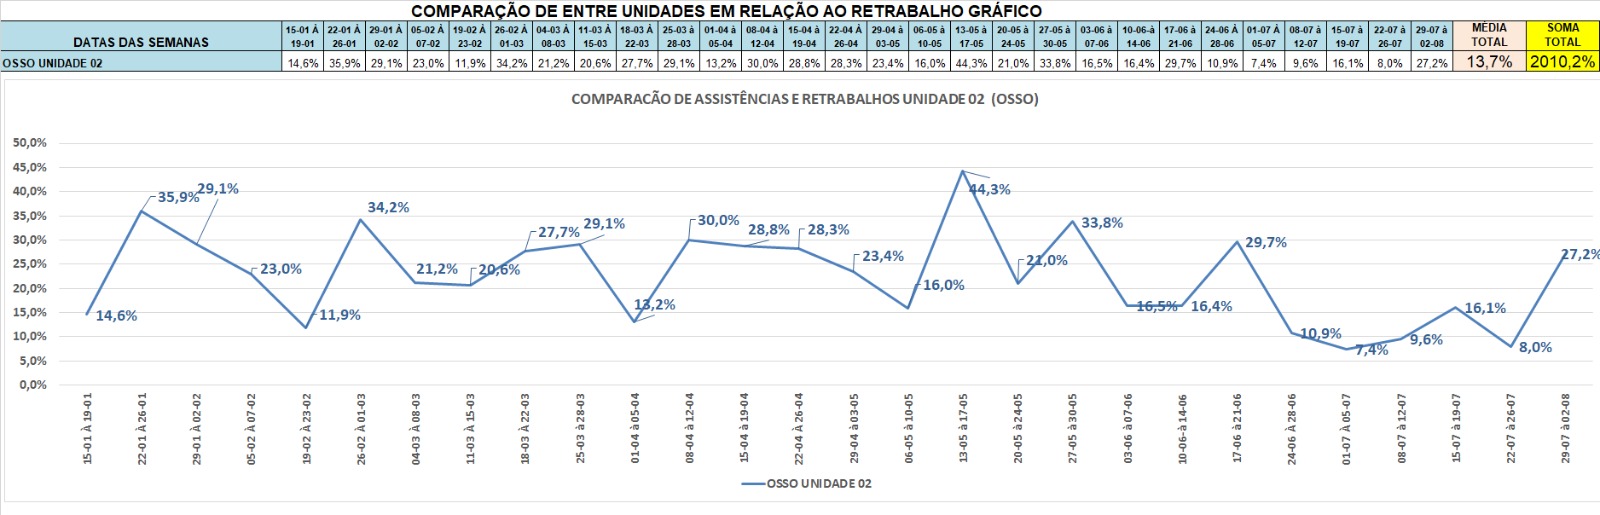 COMPARAÇÃO DE ENTRE UNIDADES EM RELAÇÃO AO RETRABALHO GRÁFICO
DATAS DAS SEMANAS 15-01 À 19-01 22-01 À 26-01 29-01 À 02-02 05-02 À 07-02 19-02 À 23-02 26-02 À 01-03 04-03 À 08-03 11-03 À 15-03 18-03 À 22-03 25-03 à 28-03 01-04 à 05-04 08-04 à 12-04 15-04 à 19-04 22-04 À 26-04 29-04 à 03-05 06-05 à 10-05 13-05 à 17-05 20-05 à 24-05 27-05 à 30-05 03-06 à 07-06 10-06-à 14-06 17-06 à 21-06 24-06 À 28-06 01-07 À 05-07 08-07 à 12-07 15-07 à 19-07 22-07 à 26-07 29-07 à 02-08 MÉDIA TOTAL SOMA TOTAL
OSSO UNIDADE 02 14,6% 35,9% 29,1% 23,0% 11,9% 34,2% 21,2% 20,6% 27,7% 29,1% 13,2% 30,0% 28,8% 28,3% 23,4% 16,0% 44,3% 21,0% 33,8% 16,5% 16,4% 29,7% 10,9% 7,4% 9,6% 16,1% 8,0% 27,2% 13,7% 2010,2%
COMPARACÃO DE ASSISTÊNCIAS E RETRABALHOS UNIDADE 02 (OSSO)
50,0%
45,0%
40,0%
35,0%
30,0%
25,0%
20,0%
15,0%
10,0%
5,0%
0,0%
14,6% 35,9% 29,1% 23,0% 11,9% 34,2% 21,2% 20,6% 27,7% 29,1% 13,2% 30,0% 28,8% 28,3% 23,4% 16,0% 44,3% 21,0% 33,8% 16,5% 16,4% 29,7% 10,9% 7,4% 9,6% 16,1% 8,0% 27,2%
15-01 À 19-01
22-01 À 26-01
29-01 À 02-02
05-02 À 07-02
19-02 À 23-02
26-02 À 01-03
04-03 À 08-03
11-03 À 15-03
18-03 À 22-03
25-03 à 28-03
01-04 à 05-04
08-04 à 12-04
15-04 à 19-04
22-04 À 26-04
29-04 à 03-05
06-05 à 10-05
13-05 à 17-05
20-05 à 24-05
27-05 à 30-05
03-06 à 07-06
10-06-à 14-06
17-06 à 21-06
24-06 À 28-06
01-07 À 05-07
08-07 à 12-07
15-07 à 19-07
22-07 à 26-07
29-07 à 02-08
OSSO UNIDADE 02